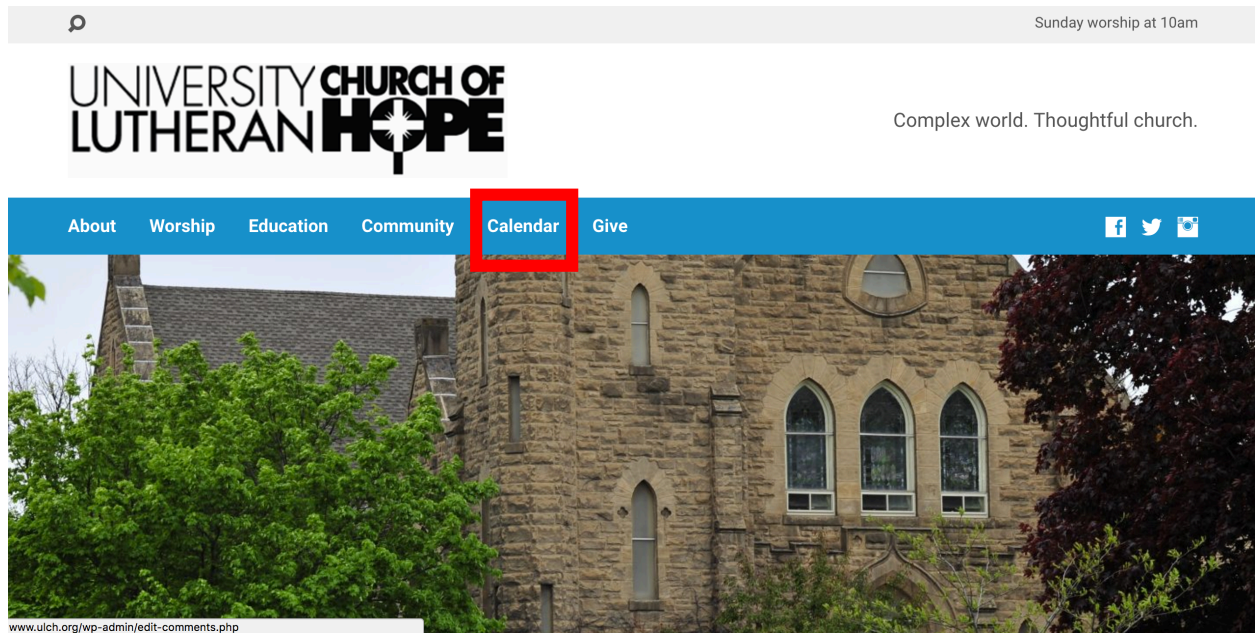 Sunday worship at 10am
UNIVERSITY CHURCH OF
LUTHERAN HOPE
Complex world. Thoughtful church.
About Worship Education Community Calendar Give
www.ulch.org/wp-admin/edit-comments.php